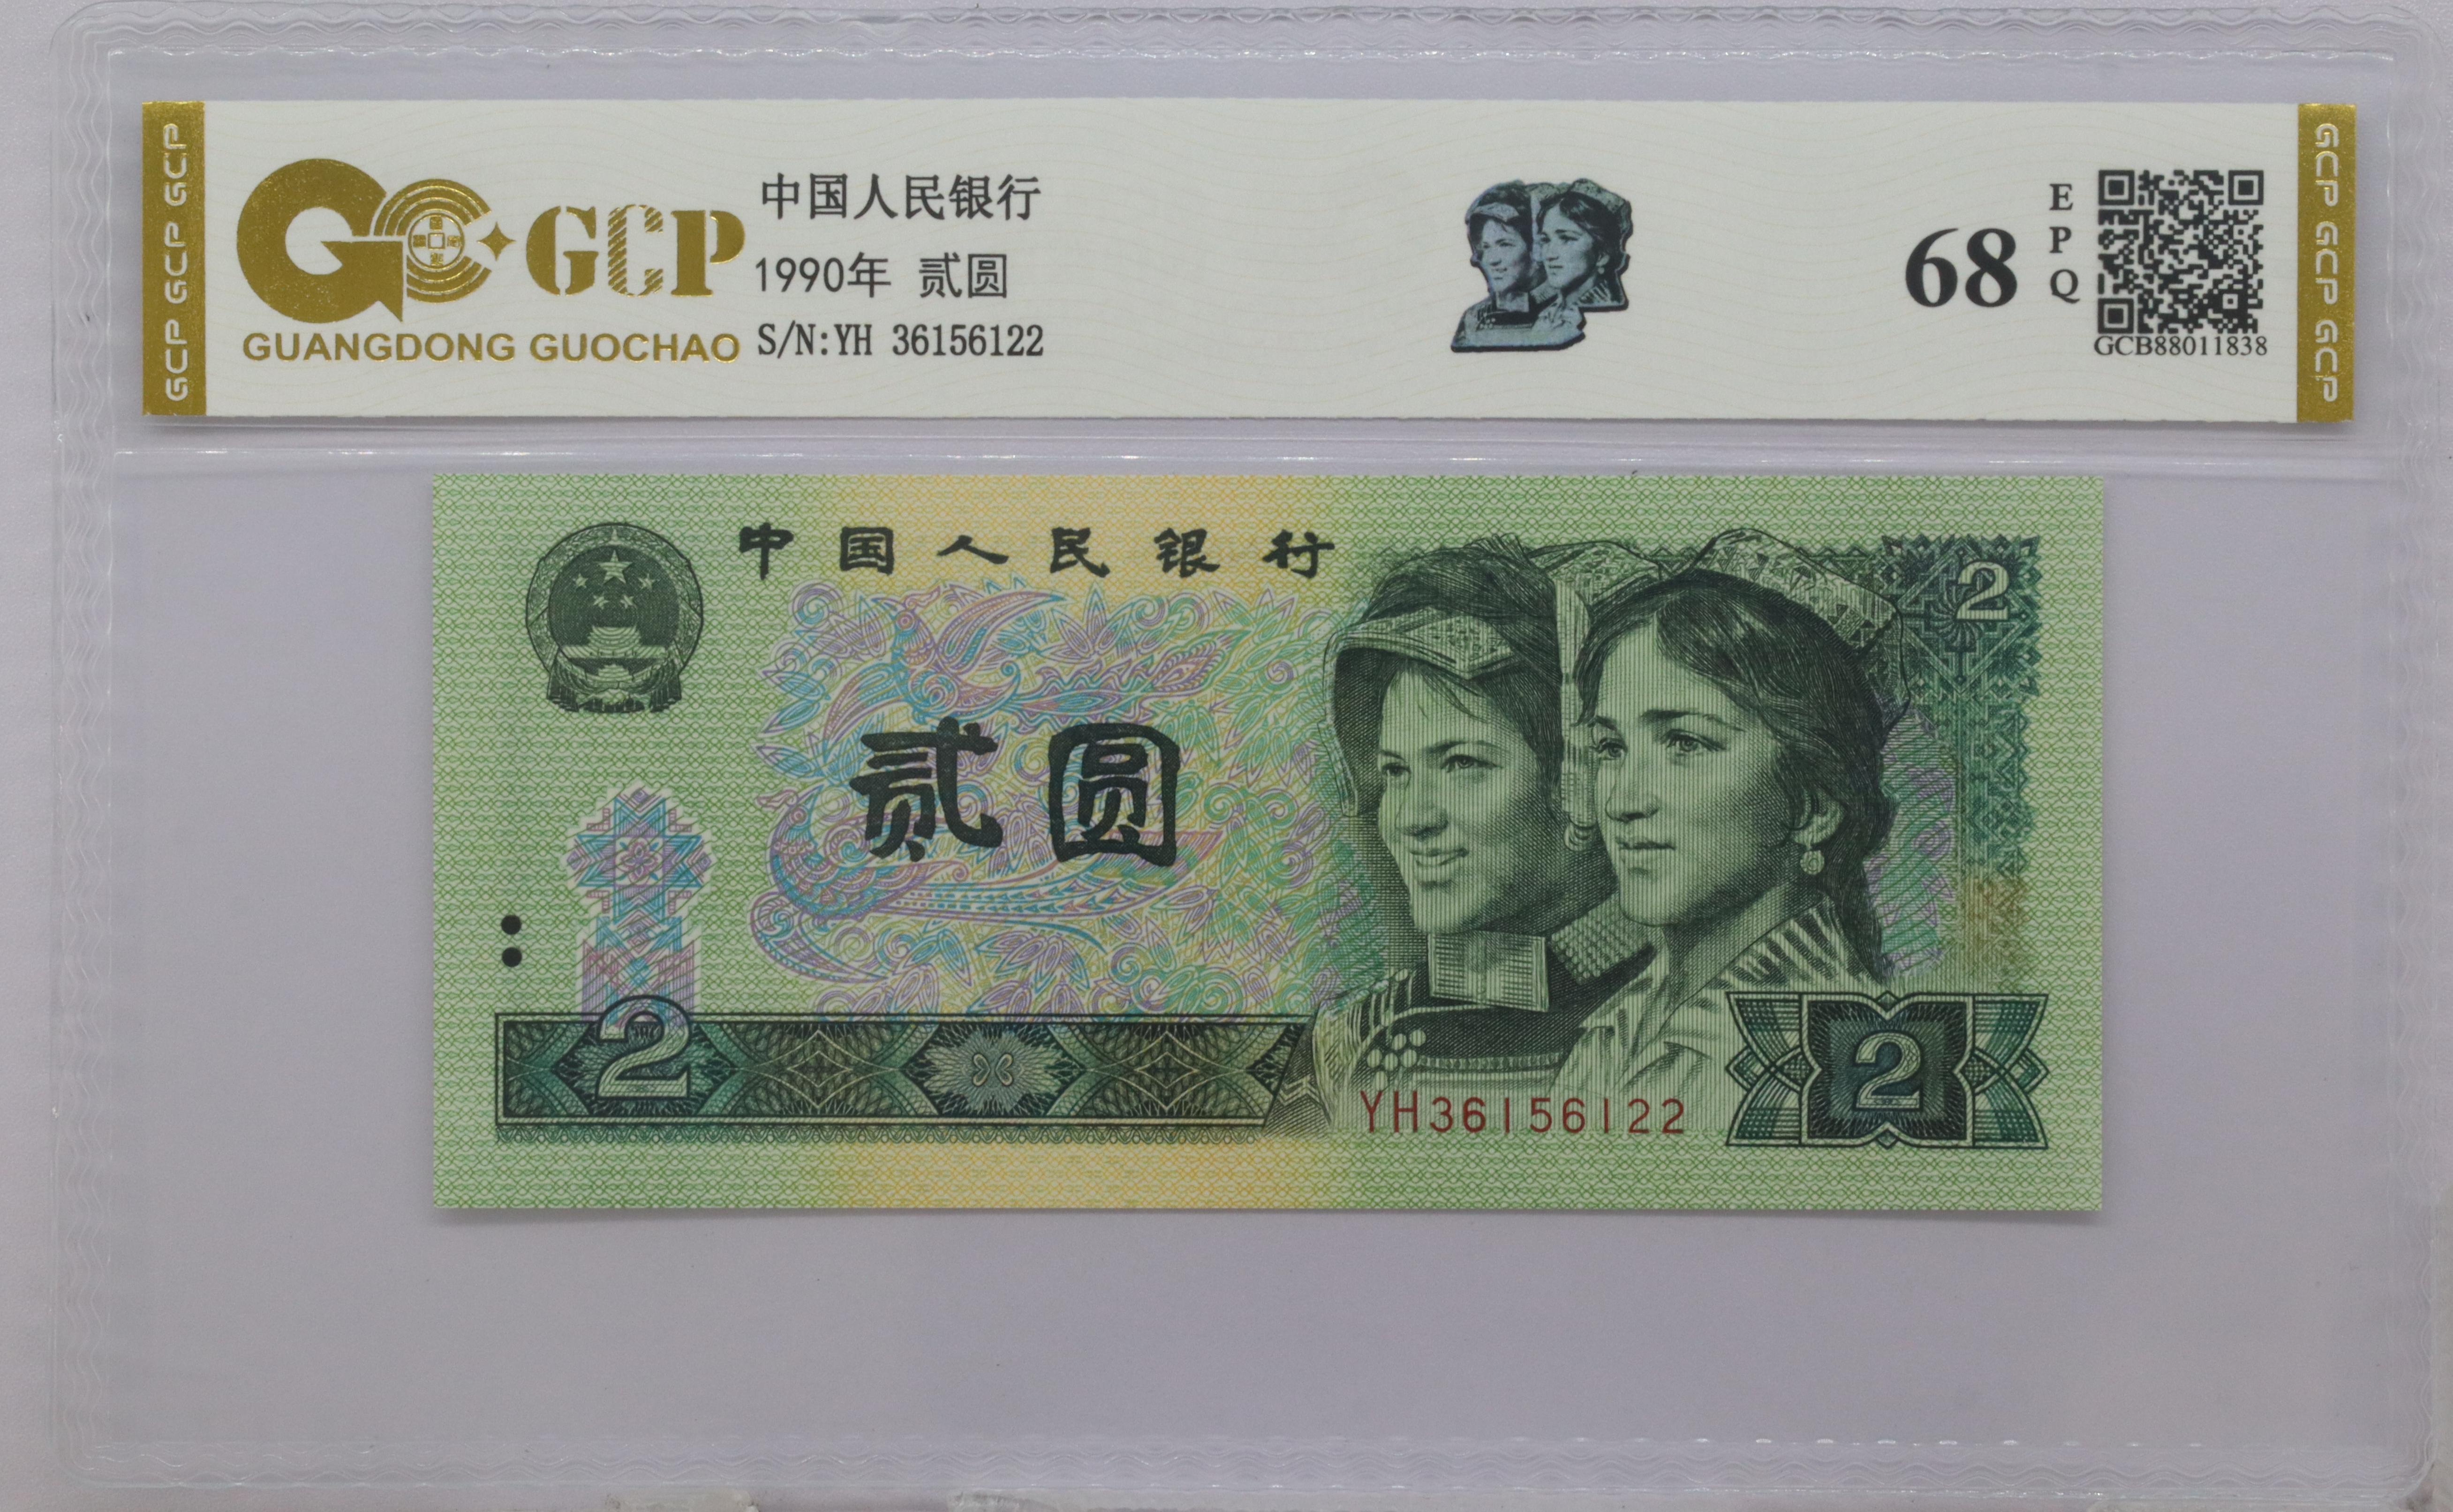 GCP GCP GCP
GCP
GUANGDONG GUOCHAO
中国人民银行
1990年 贰圆
S/N:YH 36156122
68
E
P
Q
GCB88011838
GCP GCP GCP
中国人民银行
2
贰圆
2
YH36156122
2